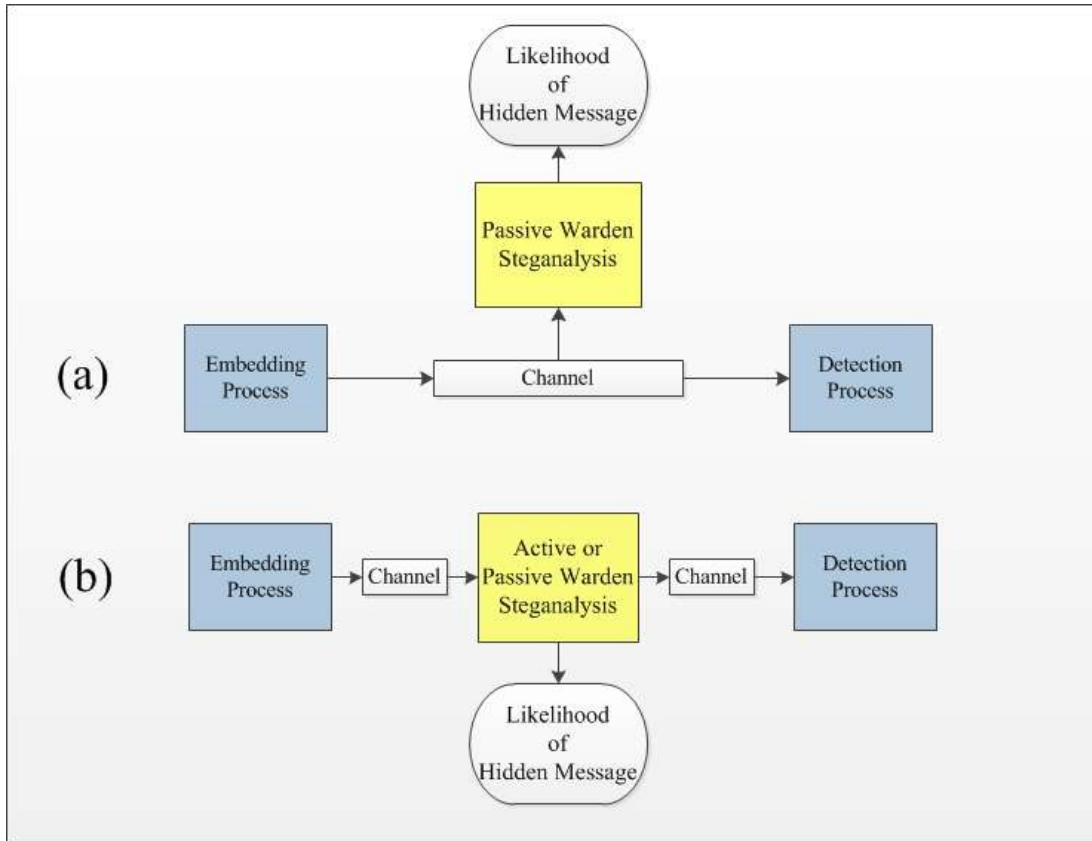 Likelihood
of
Hidden Message
Passive Warden
Steganalysis
(a)
Embedding
Process
Channel
Detection
Process
(b)
Embedding
Process
Channel
Active or
Passive Warden
Steganalysis
Channel
Detection
Process
Likelihood
of
Hidden Message